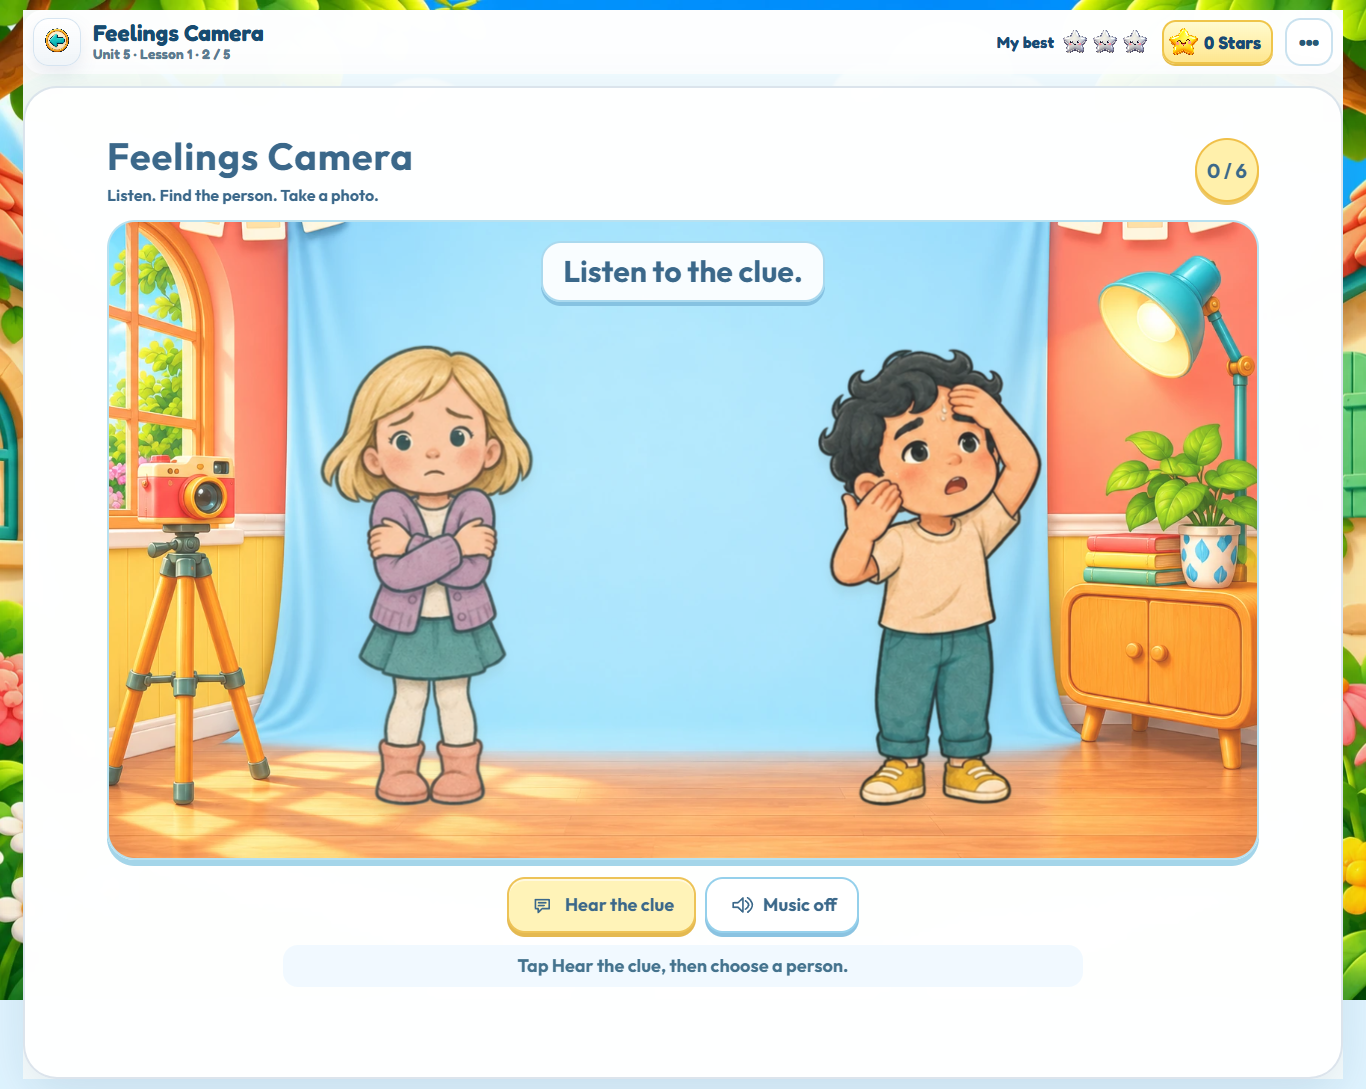 Feelings Camera
Unit 5 · Lesson 1 · 2 / 5
My best
0 Stars
Feelings Camera
Listen. Find the person. Take a photo.
0 / 6
Listen to the clue.
Hear the clue
Music off
Tap Hear the clue, then choose a person.